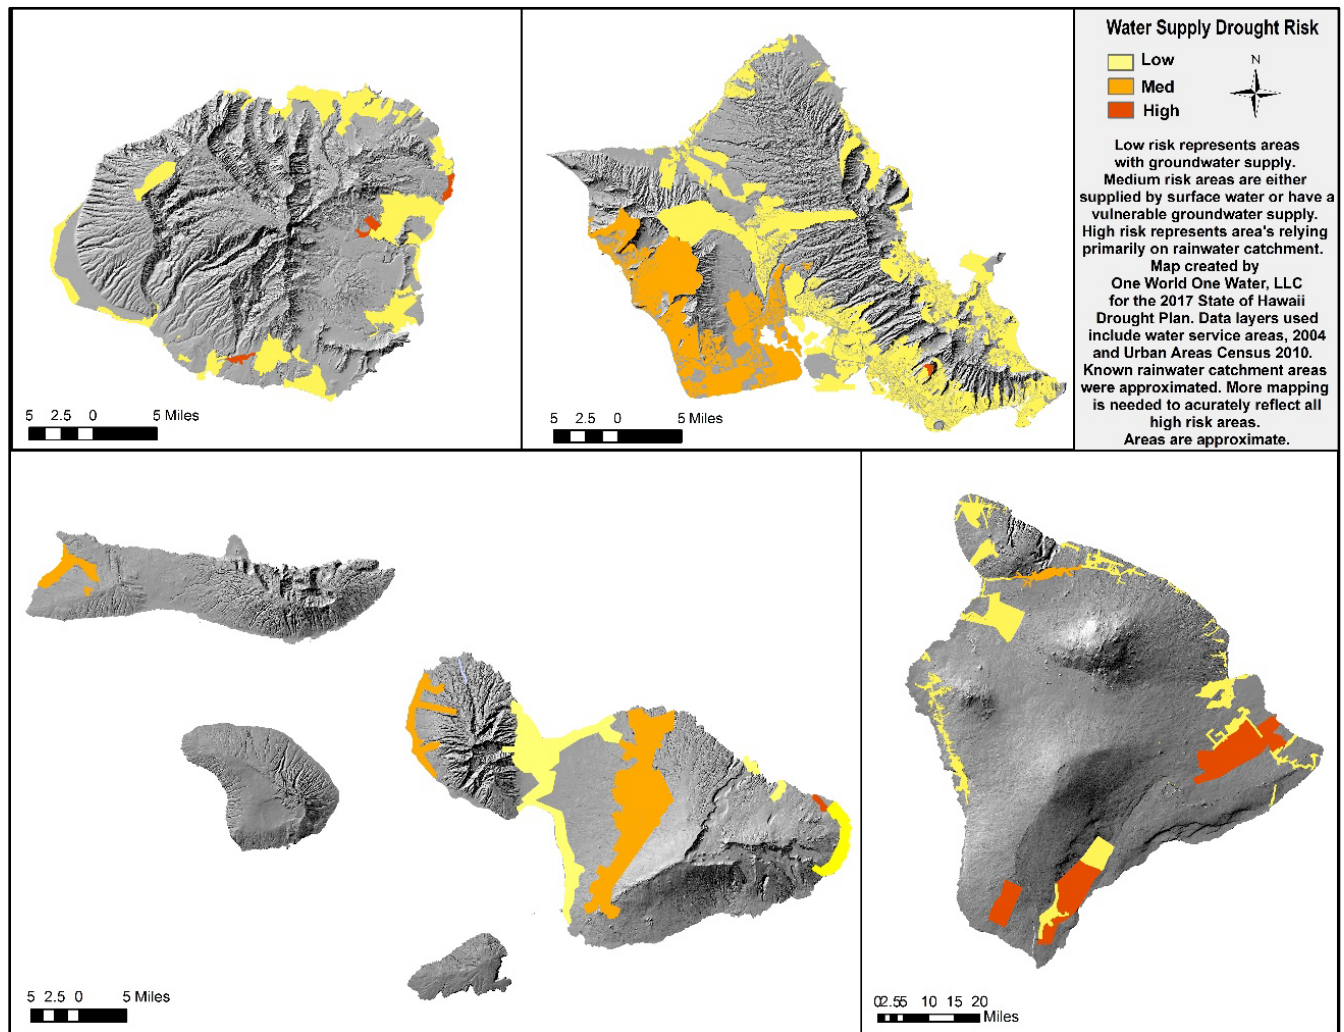 Water Supply Drought Risk
Low
Med
High
N
Low risk represents areas
with groundwater supply.
Medium risk areas are either
supplied by surface water or have a
vulnerable groundwater supply.
High risk represents area's relying
primarily on rainwater catchment.
Map created by
One World One Water, LLC
for the 2017 State of Hawaii
Drought Plan. Data layers used
include water service areas, 2004
and Urban Areas Census 2010.
Known rainwater catchment areas
were approximated. More mapping
is needed to acurately reflect all
high risk areas.
Areas are approximate.
5 2.5 0 5 Miles
5 2.5 0 5 Miles
5 2.5 0 5 Miles
02.55 10 15 20
Miles